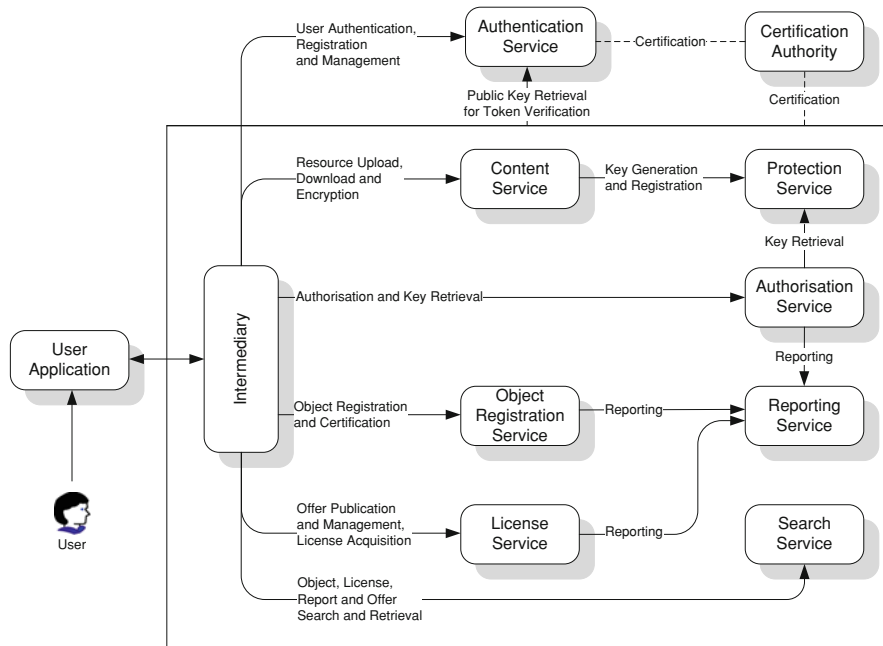 User Authentication,
Registration
and Management
Authentication
Service
Certification
Certification
Authority
Public Key Retrieval
for Token Verification
Certification
Resource Upload,
Download and
Encryption
Content
Service
Key Generation
and Registration
Protection
Service
Key Retrieval
Authorisation and Key Retrieval
Authorisation
Service
Intermediary
User
Application
Reporting
Object Registration
and Certification
Object
Registration
Service
Reporting
Reporting
Service
User
Offer Publication
and Management,
License Acquisition
License
Service
Reporting
Search
Service
Object, License,
Report and Offer
Search and Retrieval